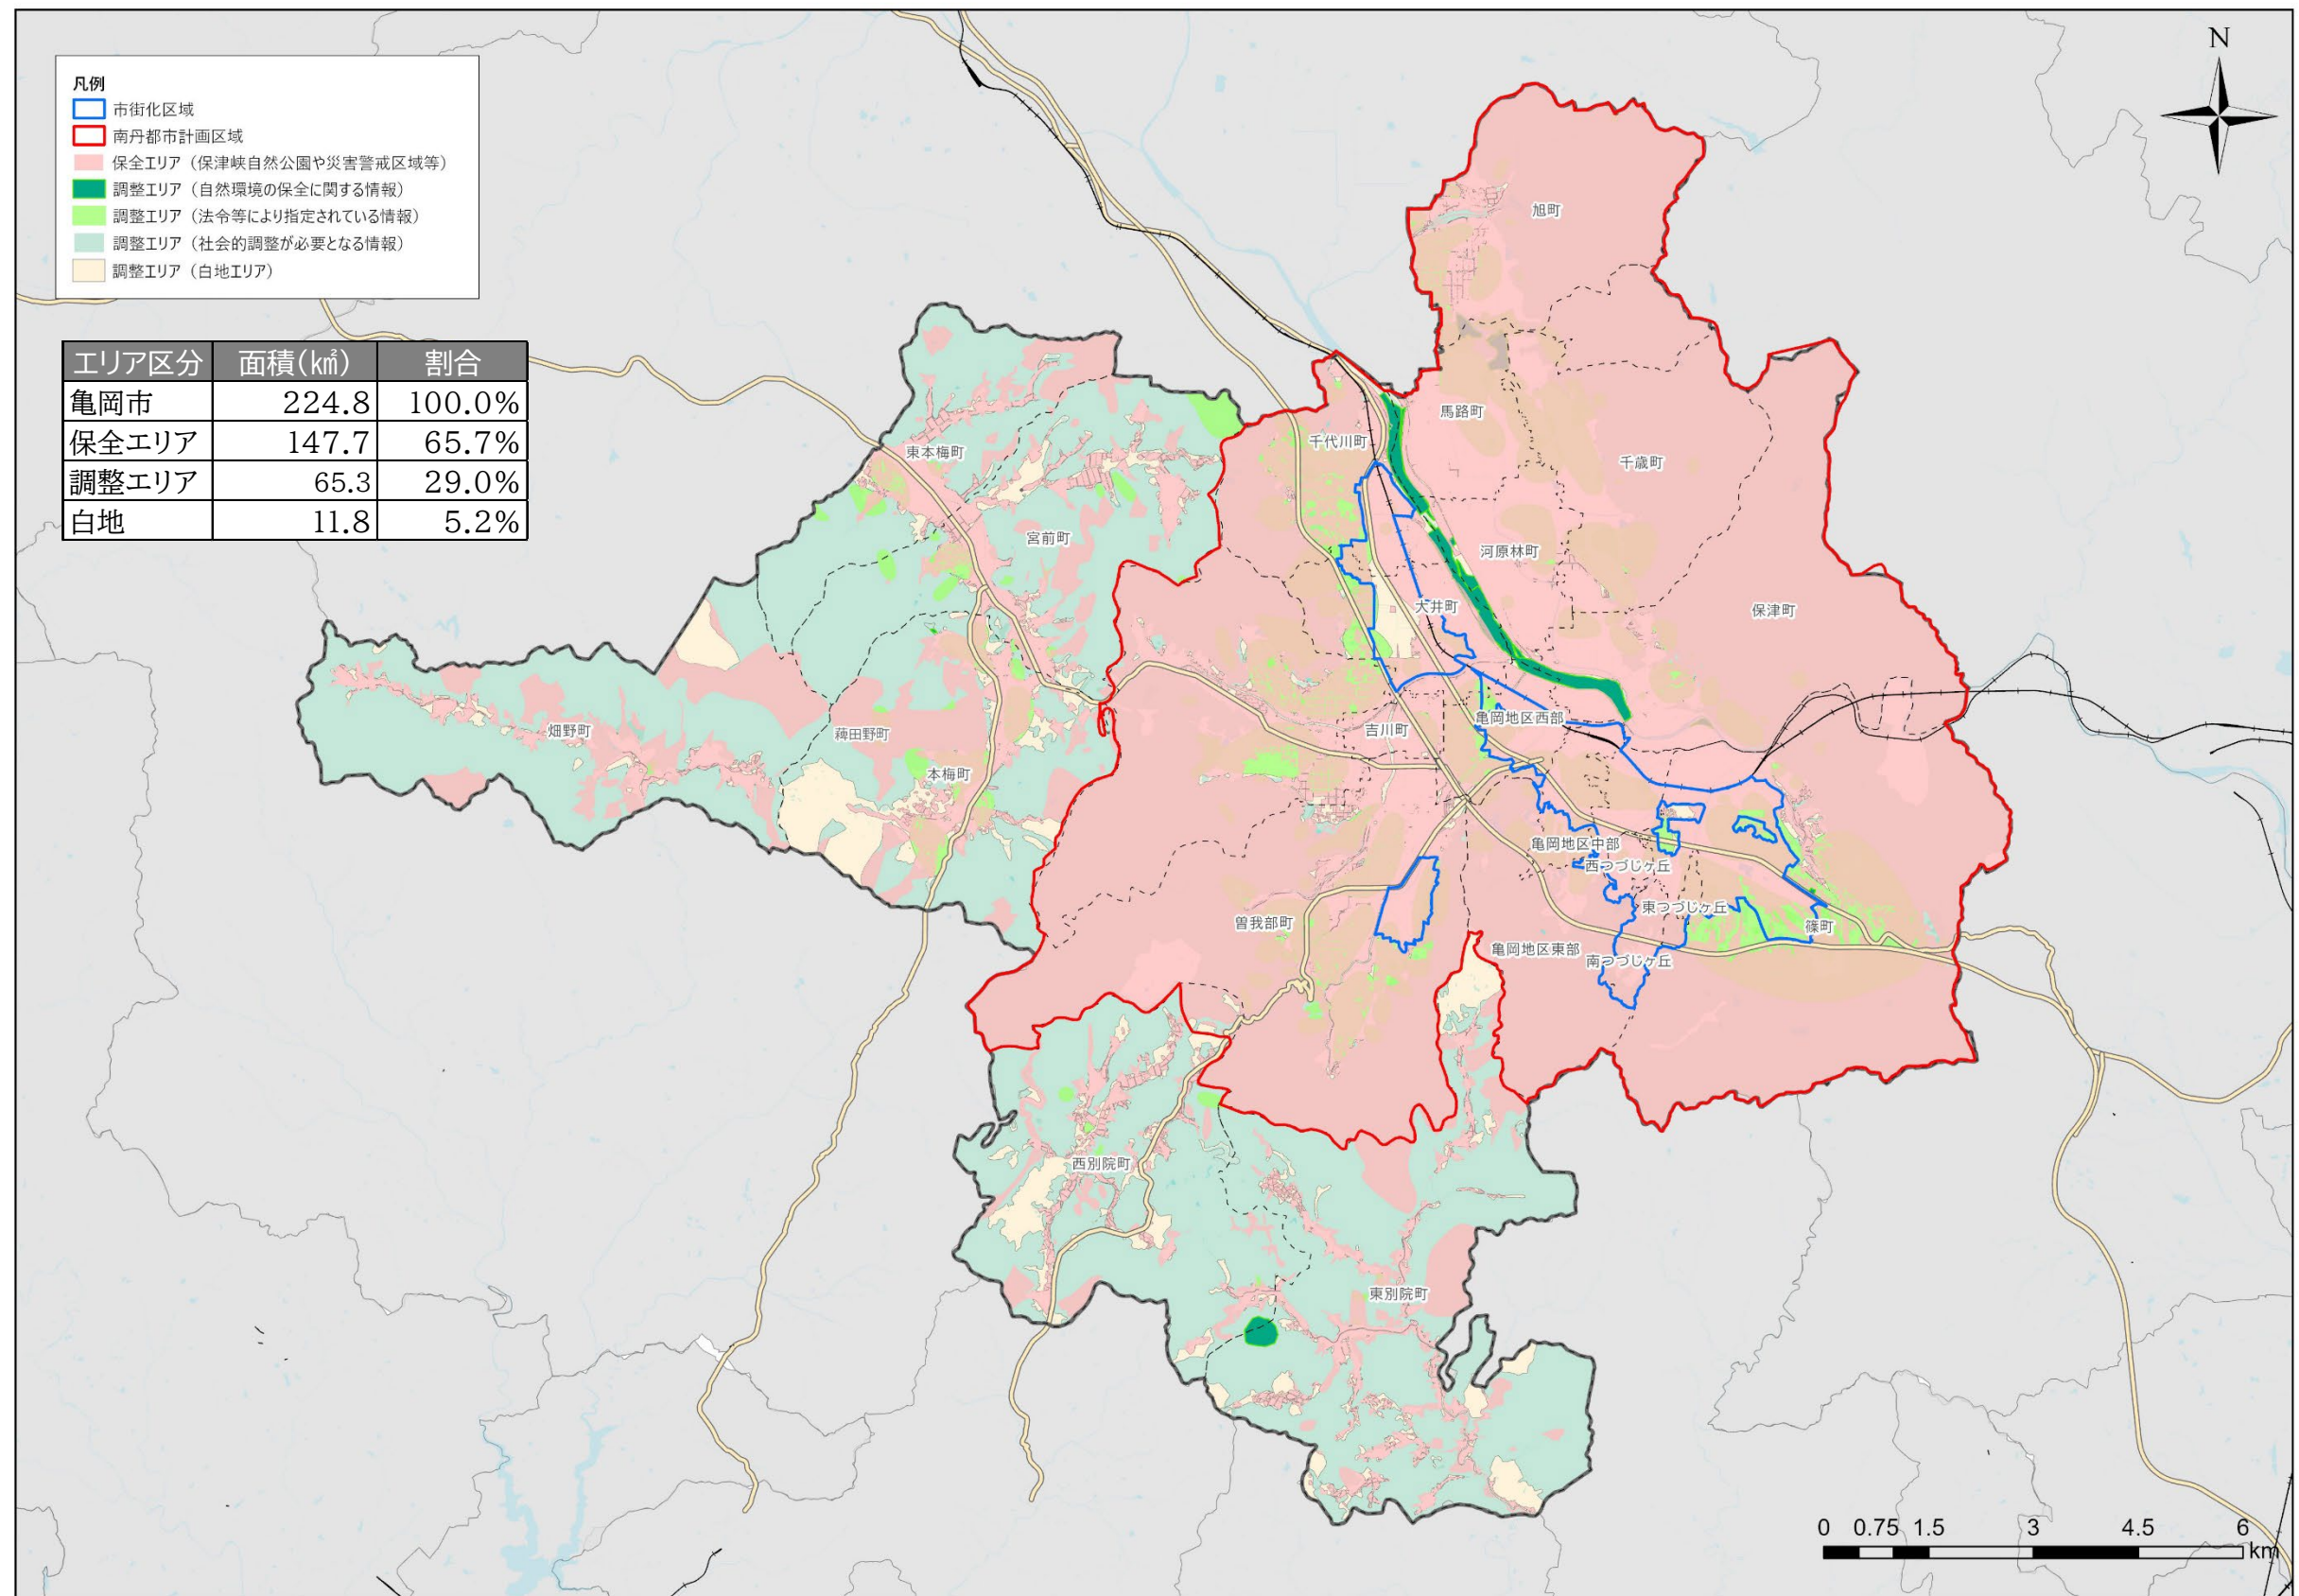 N
凡例
市街化区域
南丹都市計画区域
保全エリア（保津峡自然公園や災害警戒区域等）
調整エリア（自然環境の保全に関する情報）
調整エリア（法令等により指定されている情報）
調整エリア（社会的調整が必要となる情報）
調整エリア（白地エリア）
エリア区分 面積(㎢) 割合
亀岡市 224.8 100.0%
保全エリア 147.7 65.7%
調整エリア 65.3 29.0%
白地 11.8 5.2%
旭町
馬路町
千代川町
東本梅町
千歳町
宮前町
河原林町
大井町
保津町
亀岡地区西部
吉川町
畑野町
薭田野町
本梅町
亀岡地区中部
西つづじヶ丘
東つづじヶ丘
曽我部町
篠町
亀岡地区東部
南つづじヶ丘
西別院町
東別院町
0 0.75 1.5 3 4.5 6
km